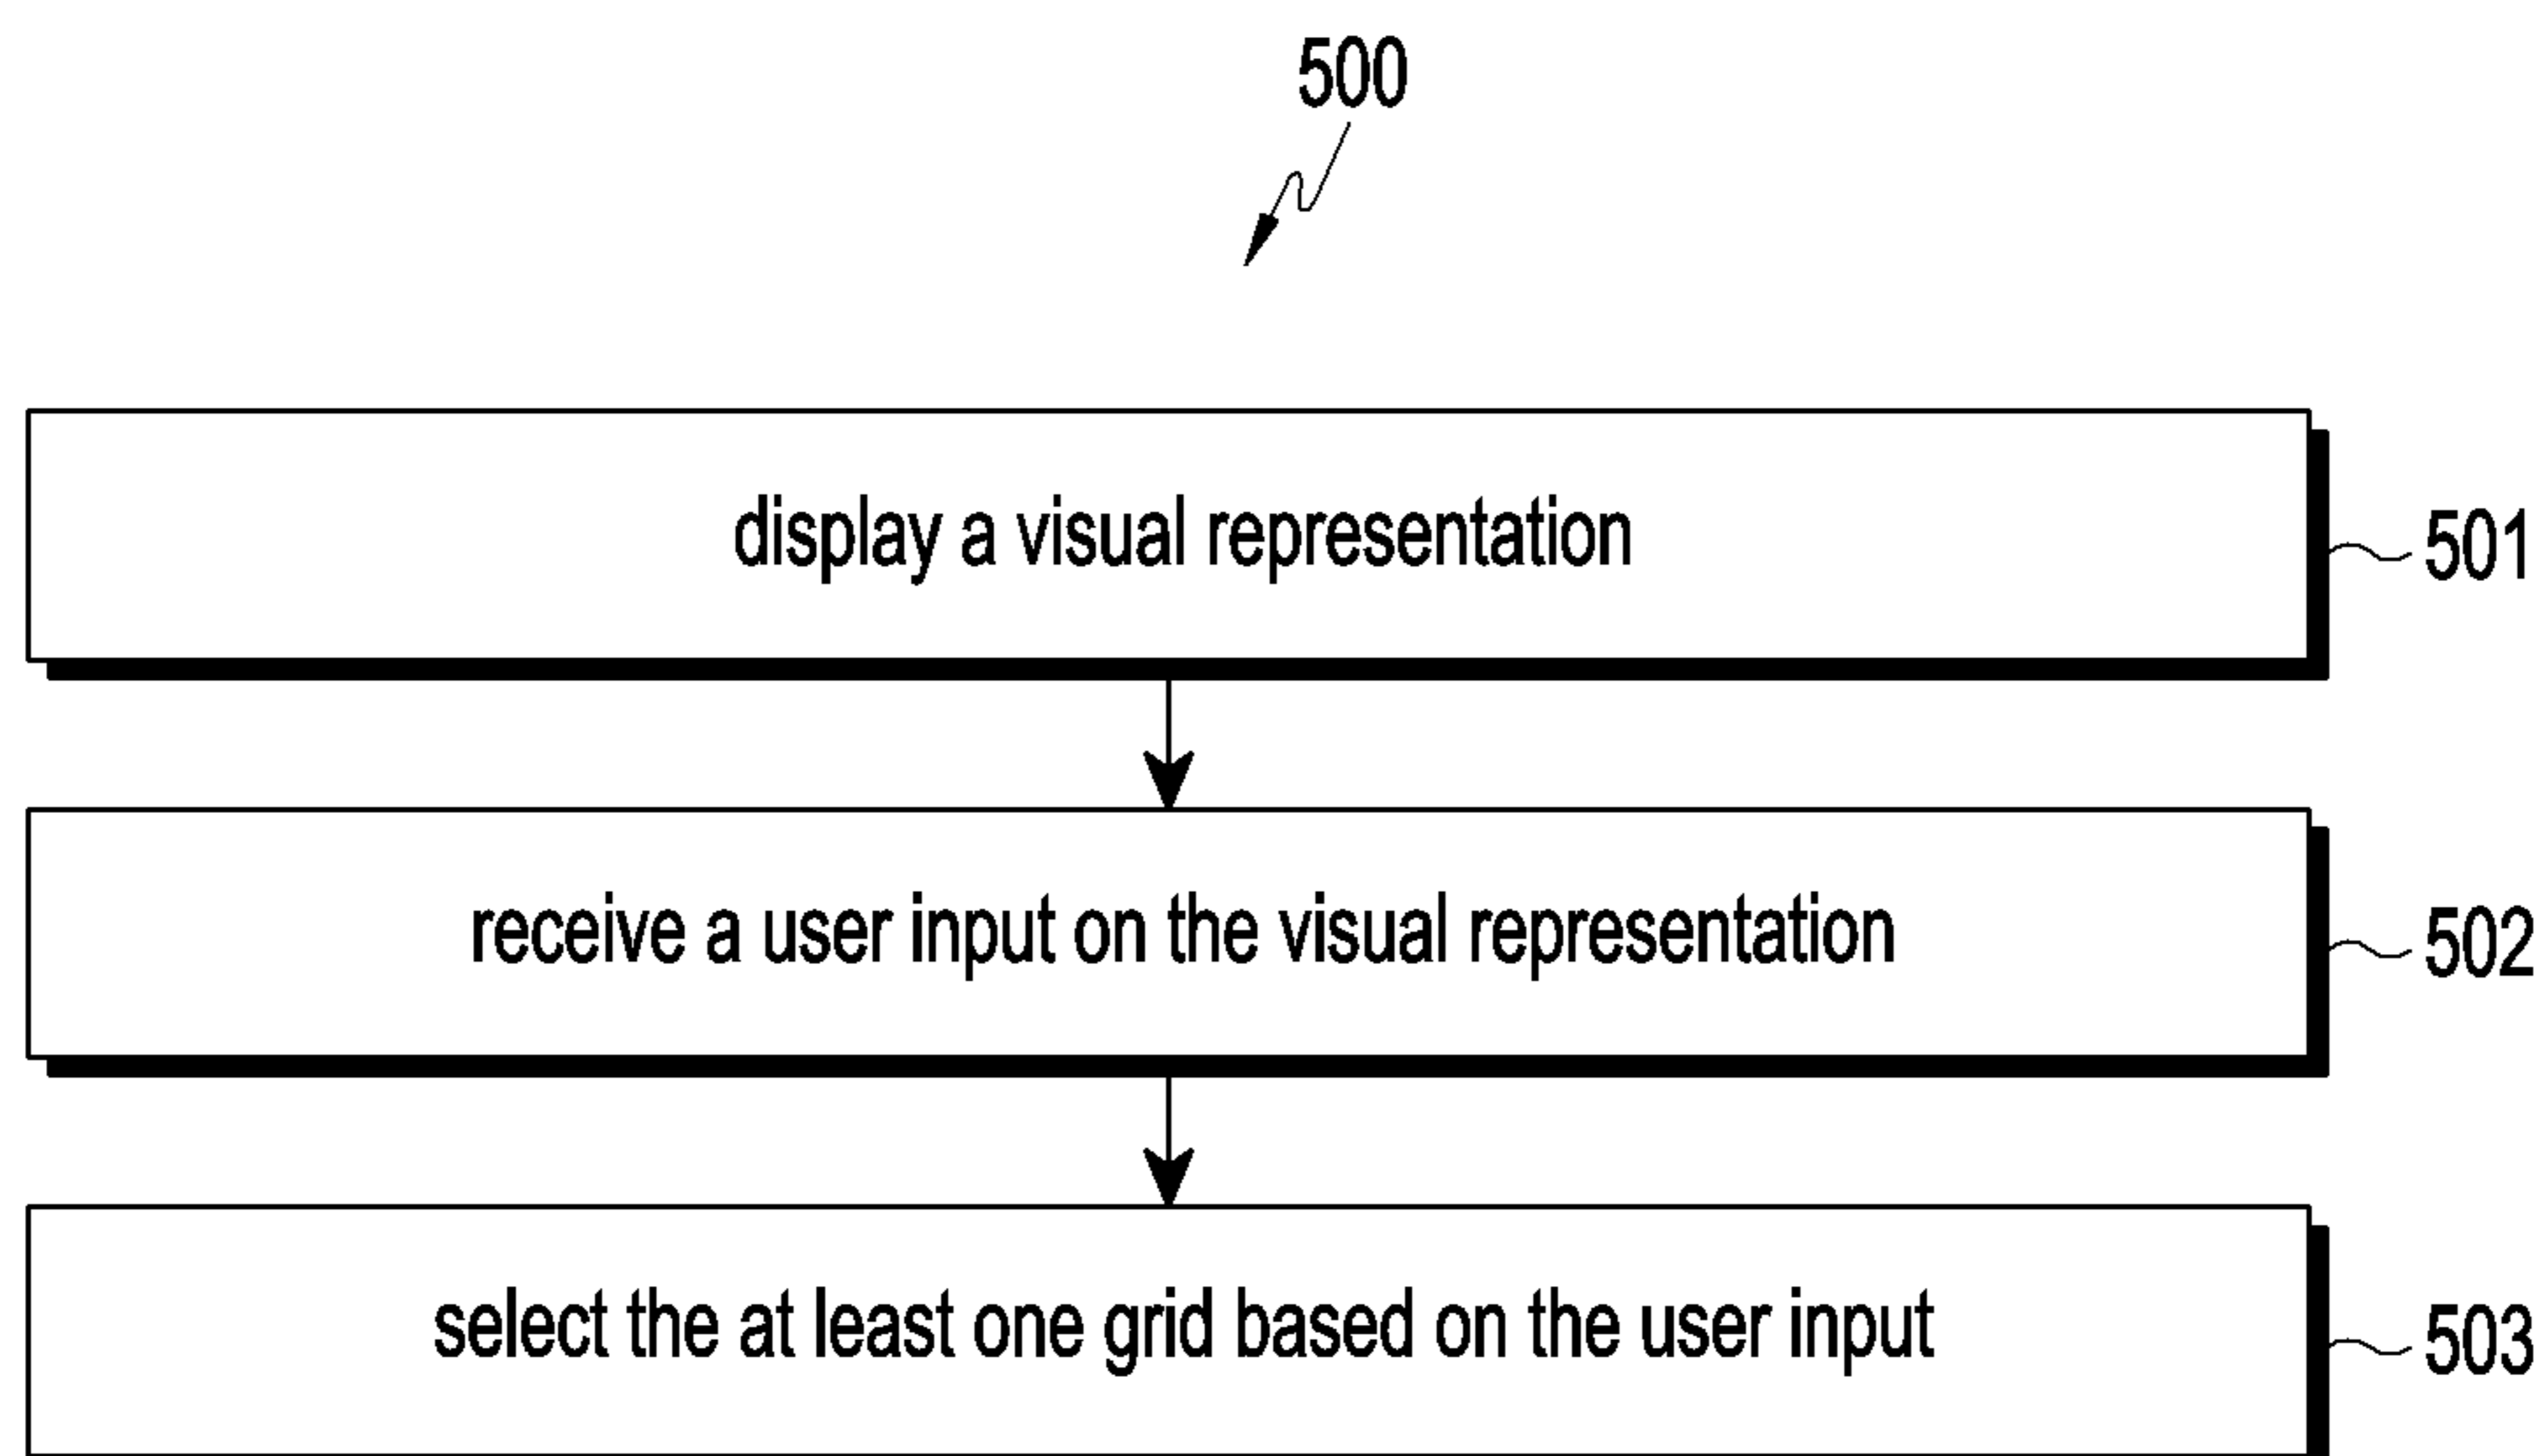 500
display a visual representation
501
receive a user input on the visual representation
502
select the at least one grid based on the user input
503